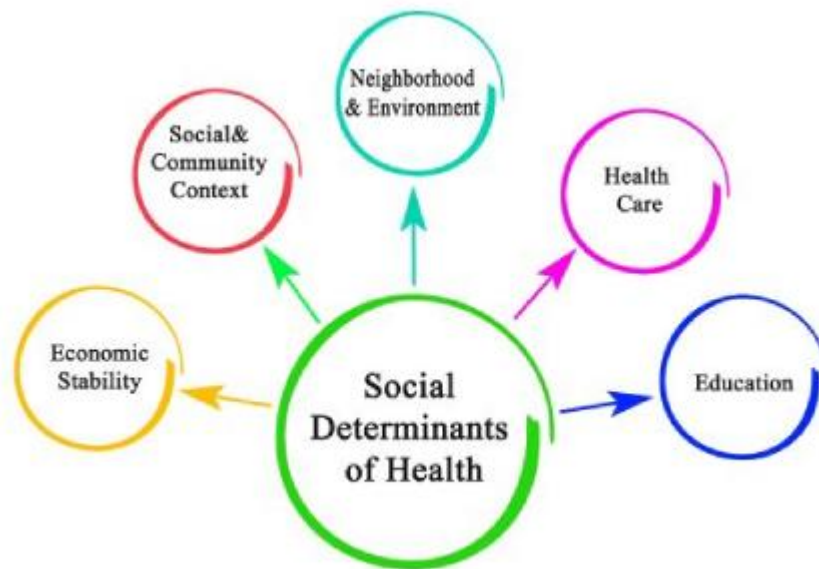 Neighborhood
& Environment
Social&
Community
Context
Health
Care
Economic
Stability
Education
Social
Determinants
of Health